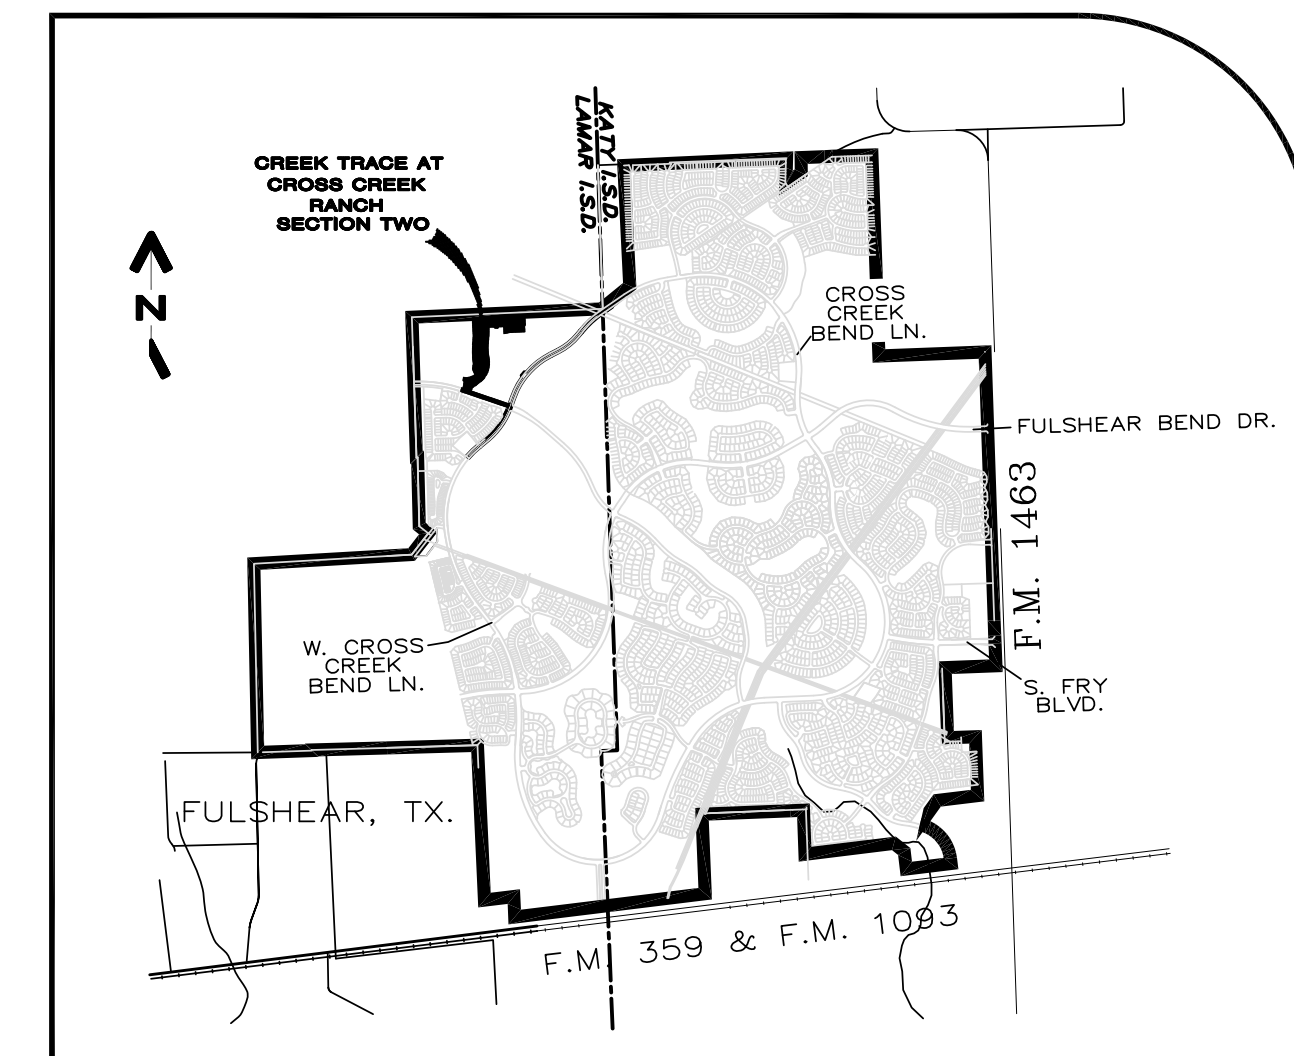 KATY I.S.D.
LAMAR I.S.D.
CREEK TRACE AT
CROSS CREEK
RANCH
SECTION TWO
N
CROSS
CREEK
BEND LN.
FULSHEAR BEND DR.
F.M. 1463
W. CROSS
CREEK
BEND LN.
S. FRY
BLVD.
FULSHEAR, TX.
F.M. 359 & F.M. 1093